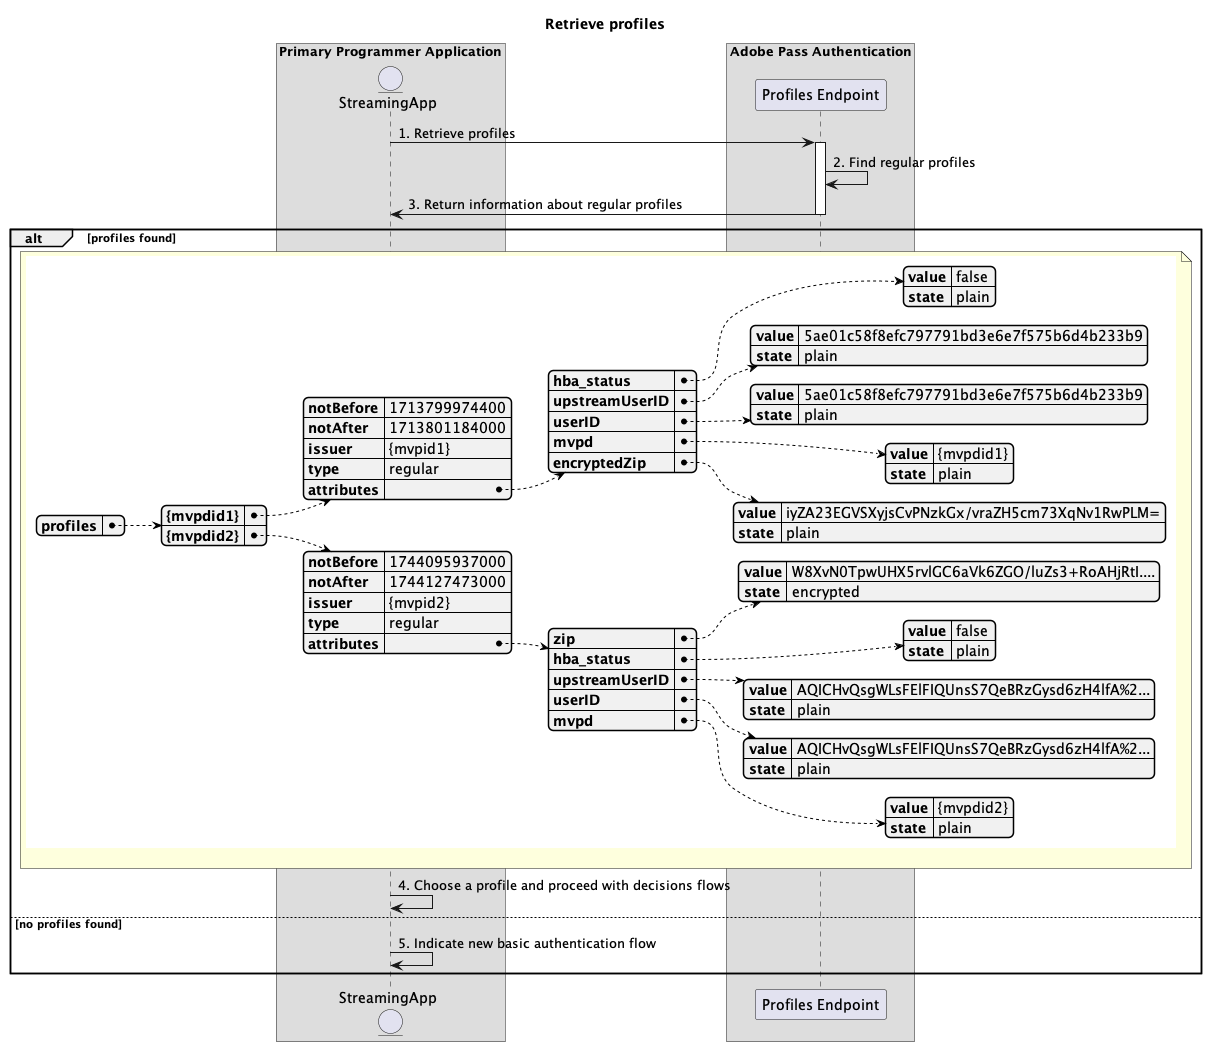 Retrieve profiles
Primary Programmer Application
Adobe Pass Authentication
StreamingApp
Profiles Endpoint
1. Retrieve profiles
2. Find regular profiles
3. Return information about regular profiles
alt
[profiles found]
profiles
{mvpdid1}
{mvpdid2}
notBefore 1713799974400
notAfter 1713801184000
issuer {mvpid1}
type regular
attributes
hba_status
upstreamUserID
userID
mvpd
encryptedZip
value false
state plain
value 5ae01c58f8efc797791bd3e6e7f575b6d4b233b9
state plain
value 5ae01c58f8efc797791bd3e6e7f575b6d4b233b9
state plain
value {mvpdid1}
state plain
value iyZA23EGVSXyjsCvPNzkGx/vraZH5cm73XqNv1RwPLM=
state plain
notBefore 1744095937000
notAfter 1744127473000
issuer {mvpid2}
type regular
attributes
zip
hba_status
upstreamUserID
userID
mvpd
value W8XvN0TpwUHX5rvlGC6aVk6ZGO/luZs3+RoAHjRtI....
state encrypted
value false
state plain
value AQICHvQsgWLsFElFIQUnsS7QeBRzGysd6zH4lfA%2...
state plain
value AQICHvQsgWLsFElFIQUnsS7QeBRzGysd6zH4lfA%2...
state plain
value {mvpdid2}
state plain
4. Choose a profile and proceed with decisions flows
[no profiles found]
5. Indicate new basic authentication flow
StreamingApp
Profiles Endpoint